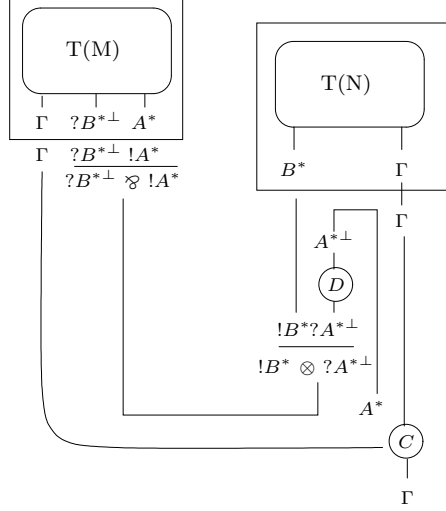 T(M)
Γ ?B*⊥ A*
Γ ?B*⊥ !A*
?B*⊥ ⅋ !A*
T(N)
B* Γ
Γ
A*⊥
D
!B*?A*⊥
!B* ⊗ ?A*⊥
A*
C
Γ